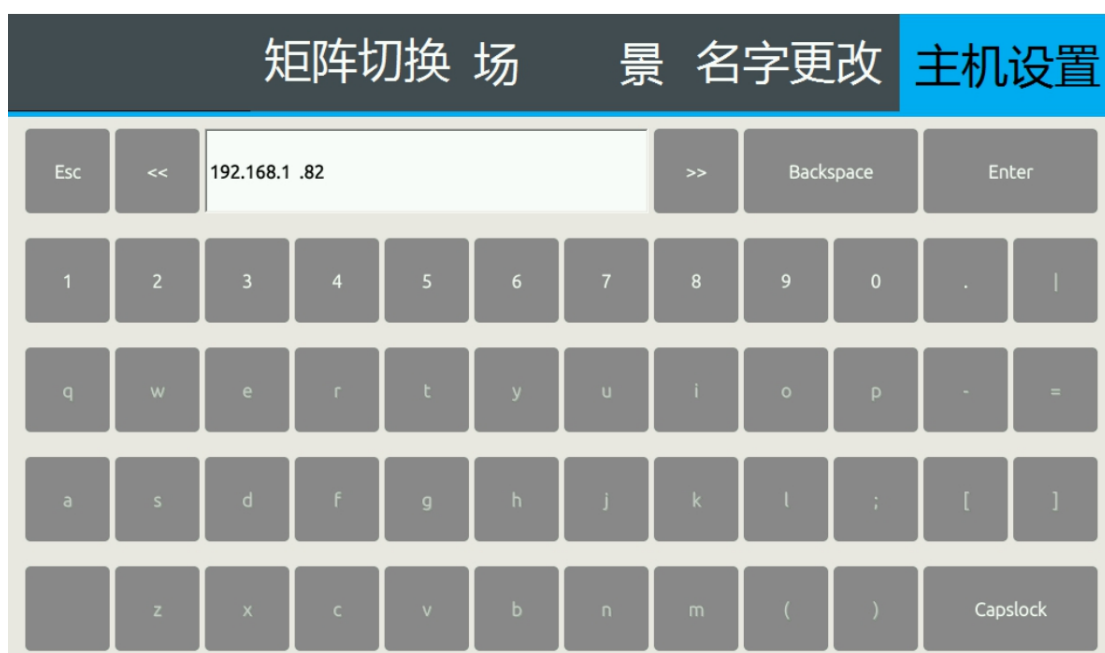 矩阵切换 场 景 名字更改 主机设置
Esc << 192.168.1 .82 >> Backspace Enter
1 2 3 4 5 6 7 8 9 0 . |
q w e r t y u i o p - =
a s d f g h j k l ; [ ]
z x c v b n m ( ) Capslock